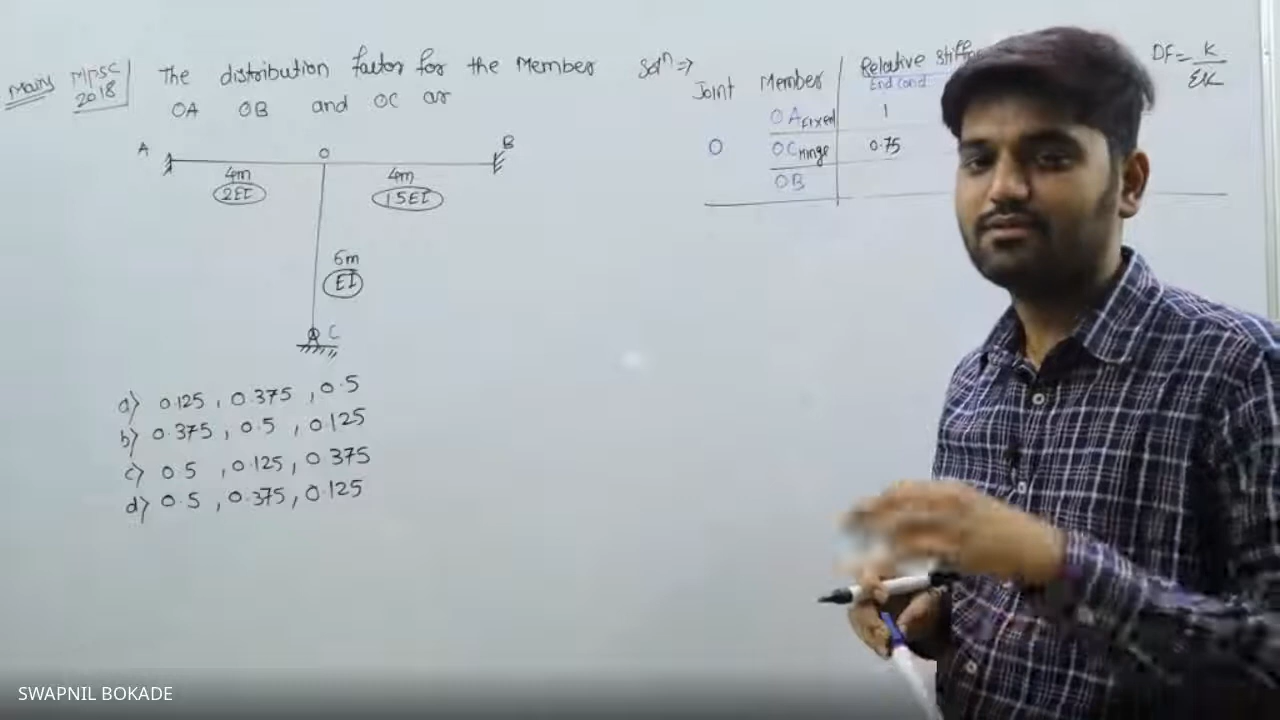 Mains MPSC 2018
The distribution factor for the Member
OA OB and OC ar
A O B
4m 4m
2EI 1.5EI
6m
EI
C
a) 0.125, 0.375, 0.5
b) 0.375, 0.5, 0.125
c) 0.5, 0.125, 0.375
d) 0.5, 0.375, 0.125
Solⁿ ⇒
Joint Member Relative Stiff
End Cond.
OA Fixed 1
O OC Hinge 0.75
OB
DF = K / ΣK
SWAPNIL BOKADE